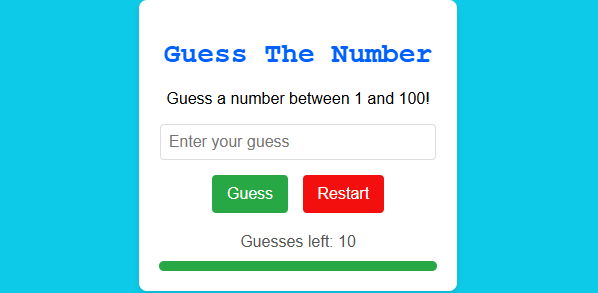 Guess The Number
Guess a number between 1 and 100!
Enter your guess
Guess Restart
Guesses left: 10